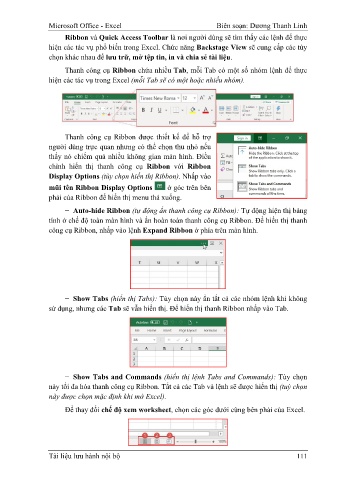 Microsoft Office - Excel Biên soạn: Dương Thanh Linh
Ribbon và Quick Access Toolbar là nơi người dùng sẽ tìm thấy các lệnh để thực
hiện các tác vụ phổ biến trong Excel. Chức năng Backstage View sẽ cung cấp các tùy
chọn khác nhau để lưu trữ, mở tệp tin, in và chia sẻ tài liệu.
Thanh công cụ Ribbon chứa nhiều Tab, mỗi Tab có một số nhóm lệnh để thực
hiện các tác vụ trong Excel (mỗi Tab sẽ có một hoặc nhiều nhóm).
Times New Roma 12
B I U
Font
Thanh công cụ Ribbon được thiết kế để hỗ trợ
người dùng trực quan nhưng có thể chọn thu nhỏ nếu
thấy nó chiếm quá nhiều không gian màn hình. Điều
chỉnh hiển thị thanh công cụ Ribbon với Ribbon
Display Options (tùy chọn hiển thị Ribbon). Nhấp vào
mũi tên Ribbon Display Options ở góc trên bên
phải của Ribbon để hiển thị menu thả xuống.
Auto-hide Ribbon
Hide the Ribbon. Click at the top
of the application to show it.
Show Tabs
Show Ribbon tabs only. Click a
tab to show the commands.
Show Tabs and Commands
Show Ribbon tabs and
commands all the time.
− Auto-hide Ribbon (tự động ẩn thanh công cụ Ribbon): Tự động hiện thị bảng
tính ở chế độ toàn màn hình và ẩn hoàn toàn thanh công cụ Ribbon. Để hiển thị thanh
công cụ Ribbon, nhấp vào lệnh Expand Ribbon ở phía trên màn hình.
T U V W X
− Show Tabs (hiển thị Tabs): Tùy chọn này ẩn tất cả các nhóm lệnh khi không
sử dụng, nhưng các Tab sẽ vẫn hiển thị. Để hiển thị thanh Ribbon nhấp vào Tab.
File Home Insert Page Layout Formulas
A B C D E
1
2
3
− Show Tabs and Commands (hiển thị lệnh Tabs and Commands): Tùy chọn
này tối đa hóa thanh công cụ Ribbon. Tất cả các Tab và lệnh sẽ được hiển thị (tuỳ chọn
này được chọn mặc định khi mở Excel).
Để thay đổi chế độ xem worksheet, chọn các góc dưới cùng bên phải của Excel.
1 2 3
100%
Tài liệu lưu hành nội bộ 111